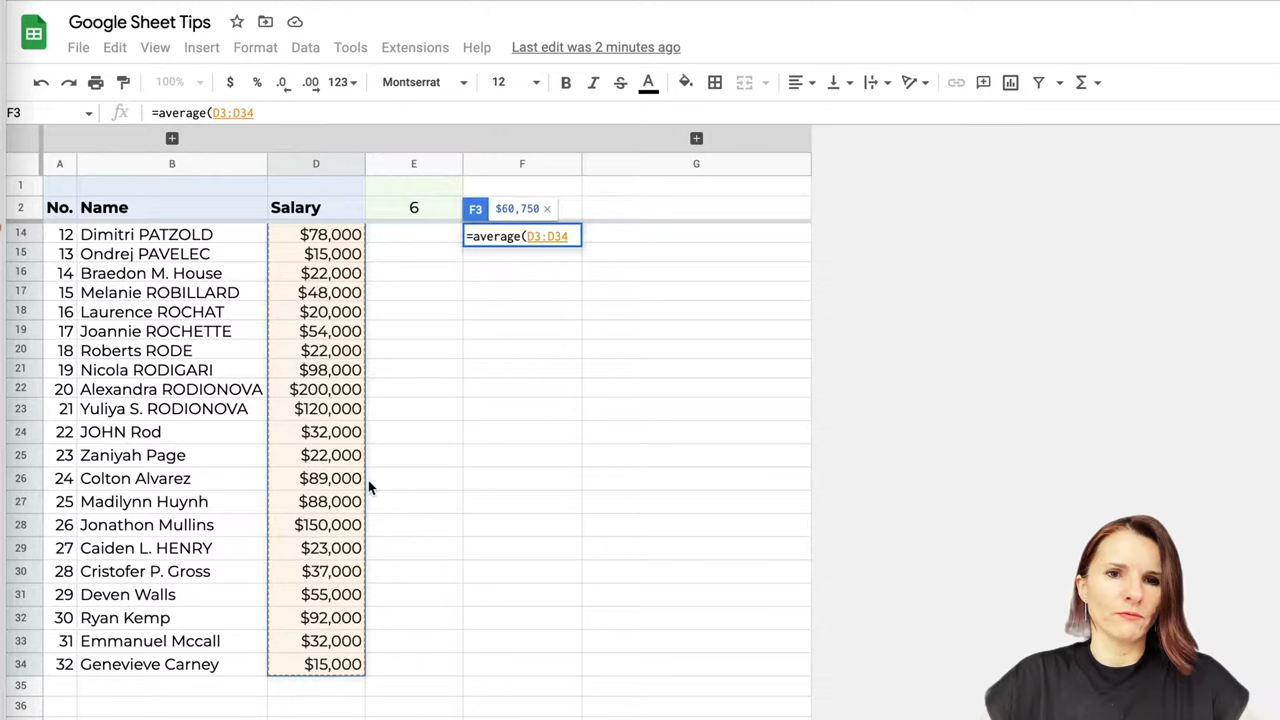 Google Sheet Tips
File Edit View Insert Format Data Tools Extensions Help Last edit was 2 minutes ago
100% $ % .0 .00 123 Montserrat 12 B I S A Σ
F3 fx =average(D3:D34
A B D E F G
1
2 No. Name Salary 6 F3 $60,750 ×
14 12 Dimitri PATZOLD $78,000 =average(D3:D34
15 13 Ondrej PAVELEC $15,000
16 14 Braedon M. House $22,000
17 15 Melanie ROBILLARD $48,000
18 16 Laurence ROCHAT $20,000
19 17 Joannie ROCHETTE $54,000
20 18 Roberts RODE $22,000
21 19 Nicola RODIGARI $98,000
22 20 Alexandra RODIONOVA $200,000
23 21 Yuliya S. RODIONOVA $120,000
24 22 JOHN Rod $32,000
25 23 Zaniyah Page $22,000
26 24 Colton Alvarez $89,000
27 25 Madilynn Huynh $88,000
28 26 Jonathon Mullins $150,000
29 27 Caiden L. HENRY $23,000
30 28 Cristofer P. Gross $37,000
31 29 Deven Walls $55,000
32 30 Ryan Kemp $92,000
33 31 Emmanuel Mccall $32,000
34 32 Genevieve Carney $15,000
35
36